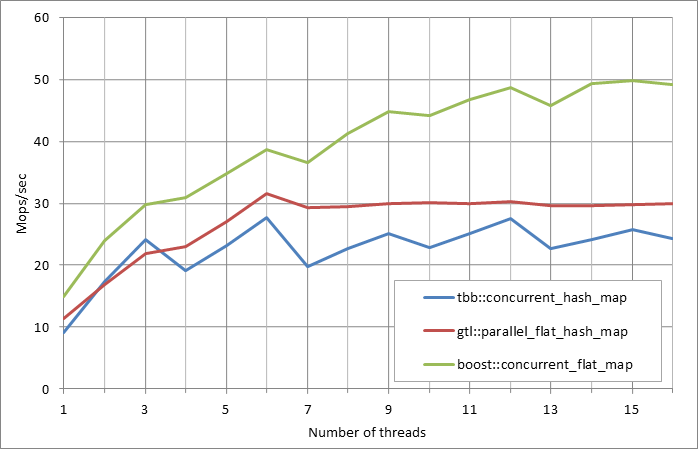 60
50
40
30
20
10
0
Mops/sec
1 3 5 7 9 11 13 15
Number of threads
tbb::concurrent_hash_map
gtl::parallel_flat_hash_map
boost::concurrent_flat_map